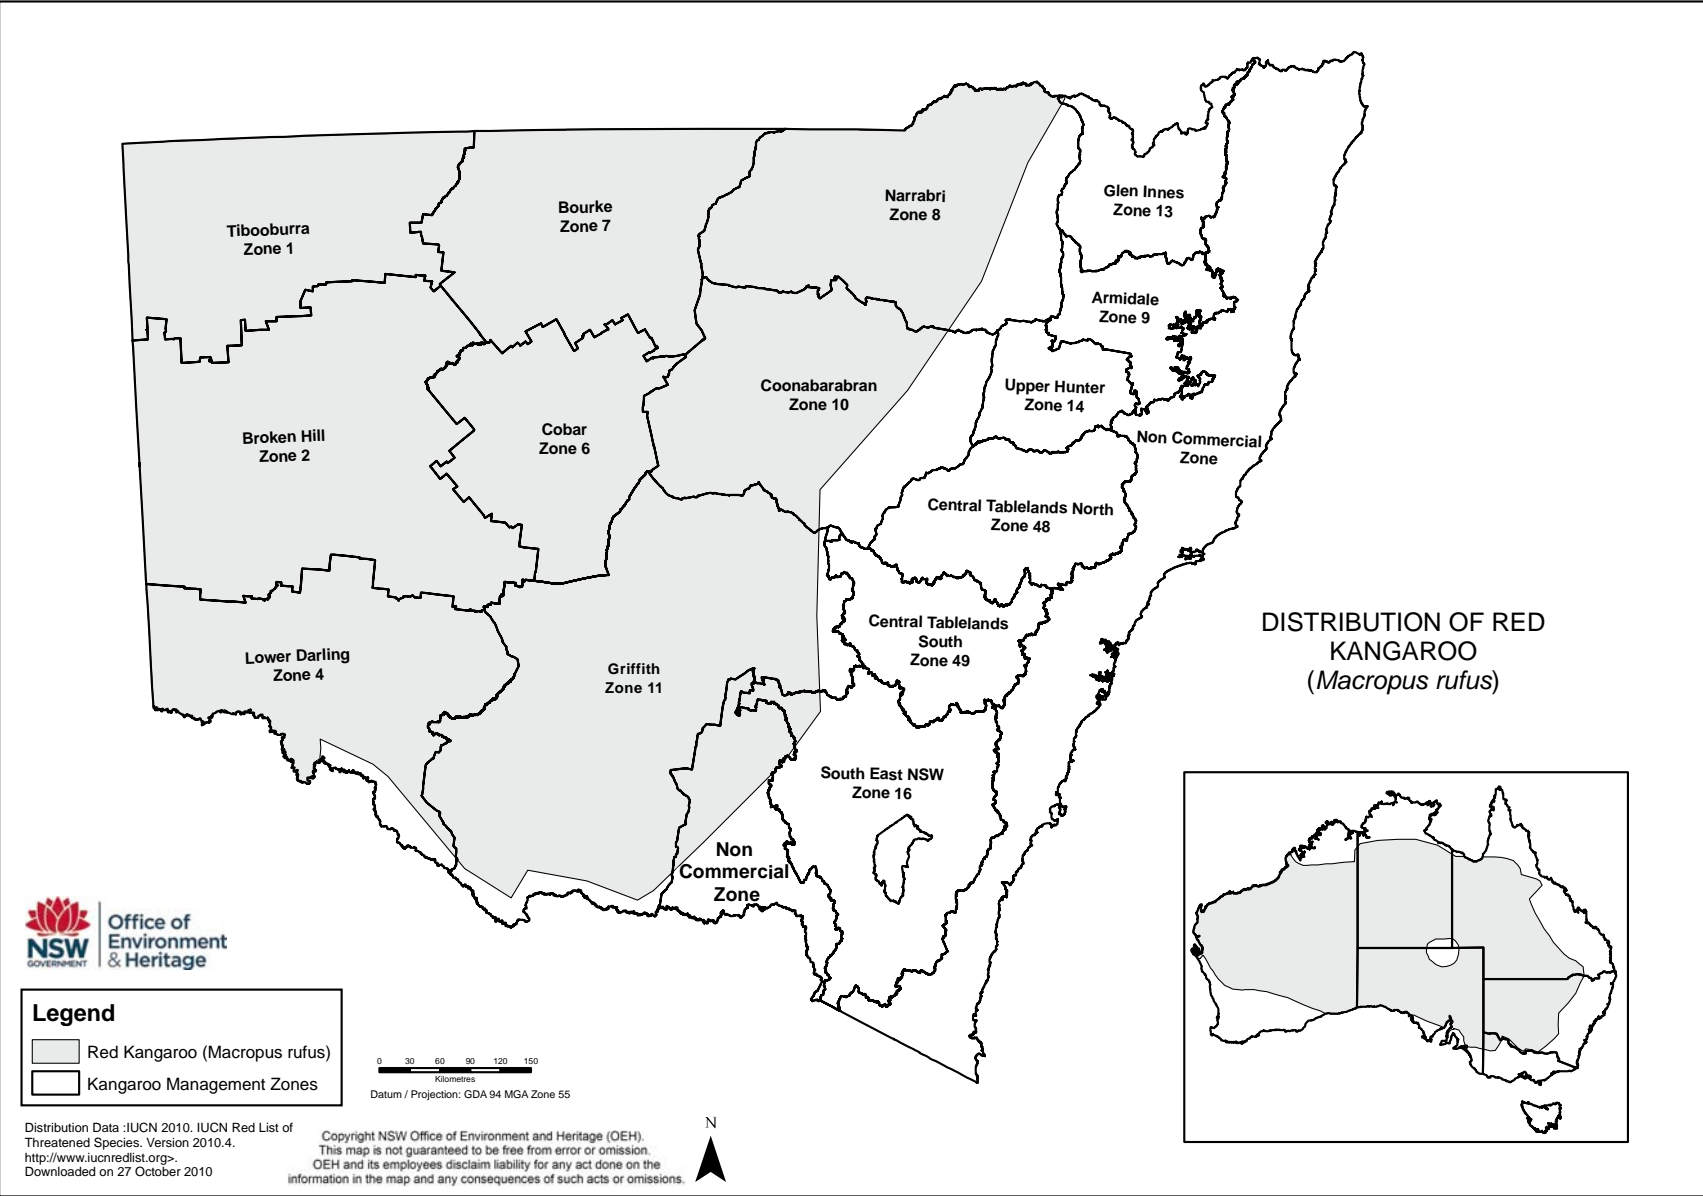 Tibooburra
Zone 1
Bourke
Zone 7
Narrabri
Zone 8
Glen Innes
Zone 13
Armidale
Zone 9
Broken Hill
Zone 2
Cobar
Zone 6
Coonabarabran
Zone 10
Upper Hunter
Zone 14
Non Commercial
Zone
Central Tablelands North
Zone 48
Lower Darling
Zone 4
Griffith
Zone 11
Central Tablelands
South
Zone 49
South East NSW
Zone 16
Non
Commercial
Zone
DISTRIBUTION OF RED
KANGAROO
(Macropus rufus)
NSW
GOVERNMENT
Office of
Environment
& Heritage
Legend
Red Kangaroo (Macropus rufus)
Kangaroo Management Zones
0 30 60 90 120 150
Kilometres
Datum / Projection: GDA 94 MGA Zone 55
Distribution Data :IUCN 2010. IUCN Red List of
Threatened Species. Version 2010.4.
http://www.iucnredlist.org>.
Downloaded on 27 October 2010
Copyright NSW Office of Environment and Heritage (OEH).
This map is not guaranteed to be free from error or omission.
OEH and its employees disclaim liability for any act done on the
information in the map and any consequences of such acts or omissions.
N